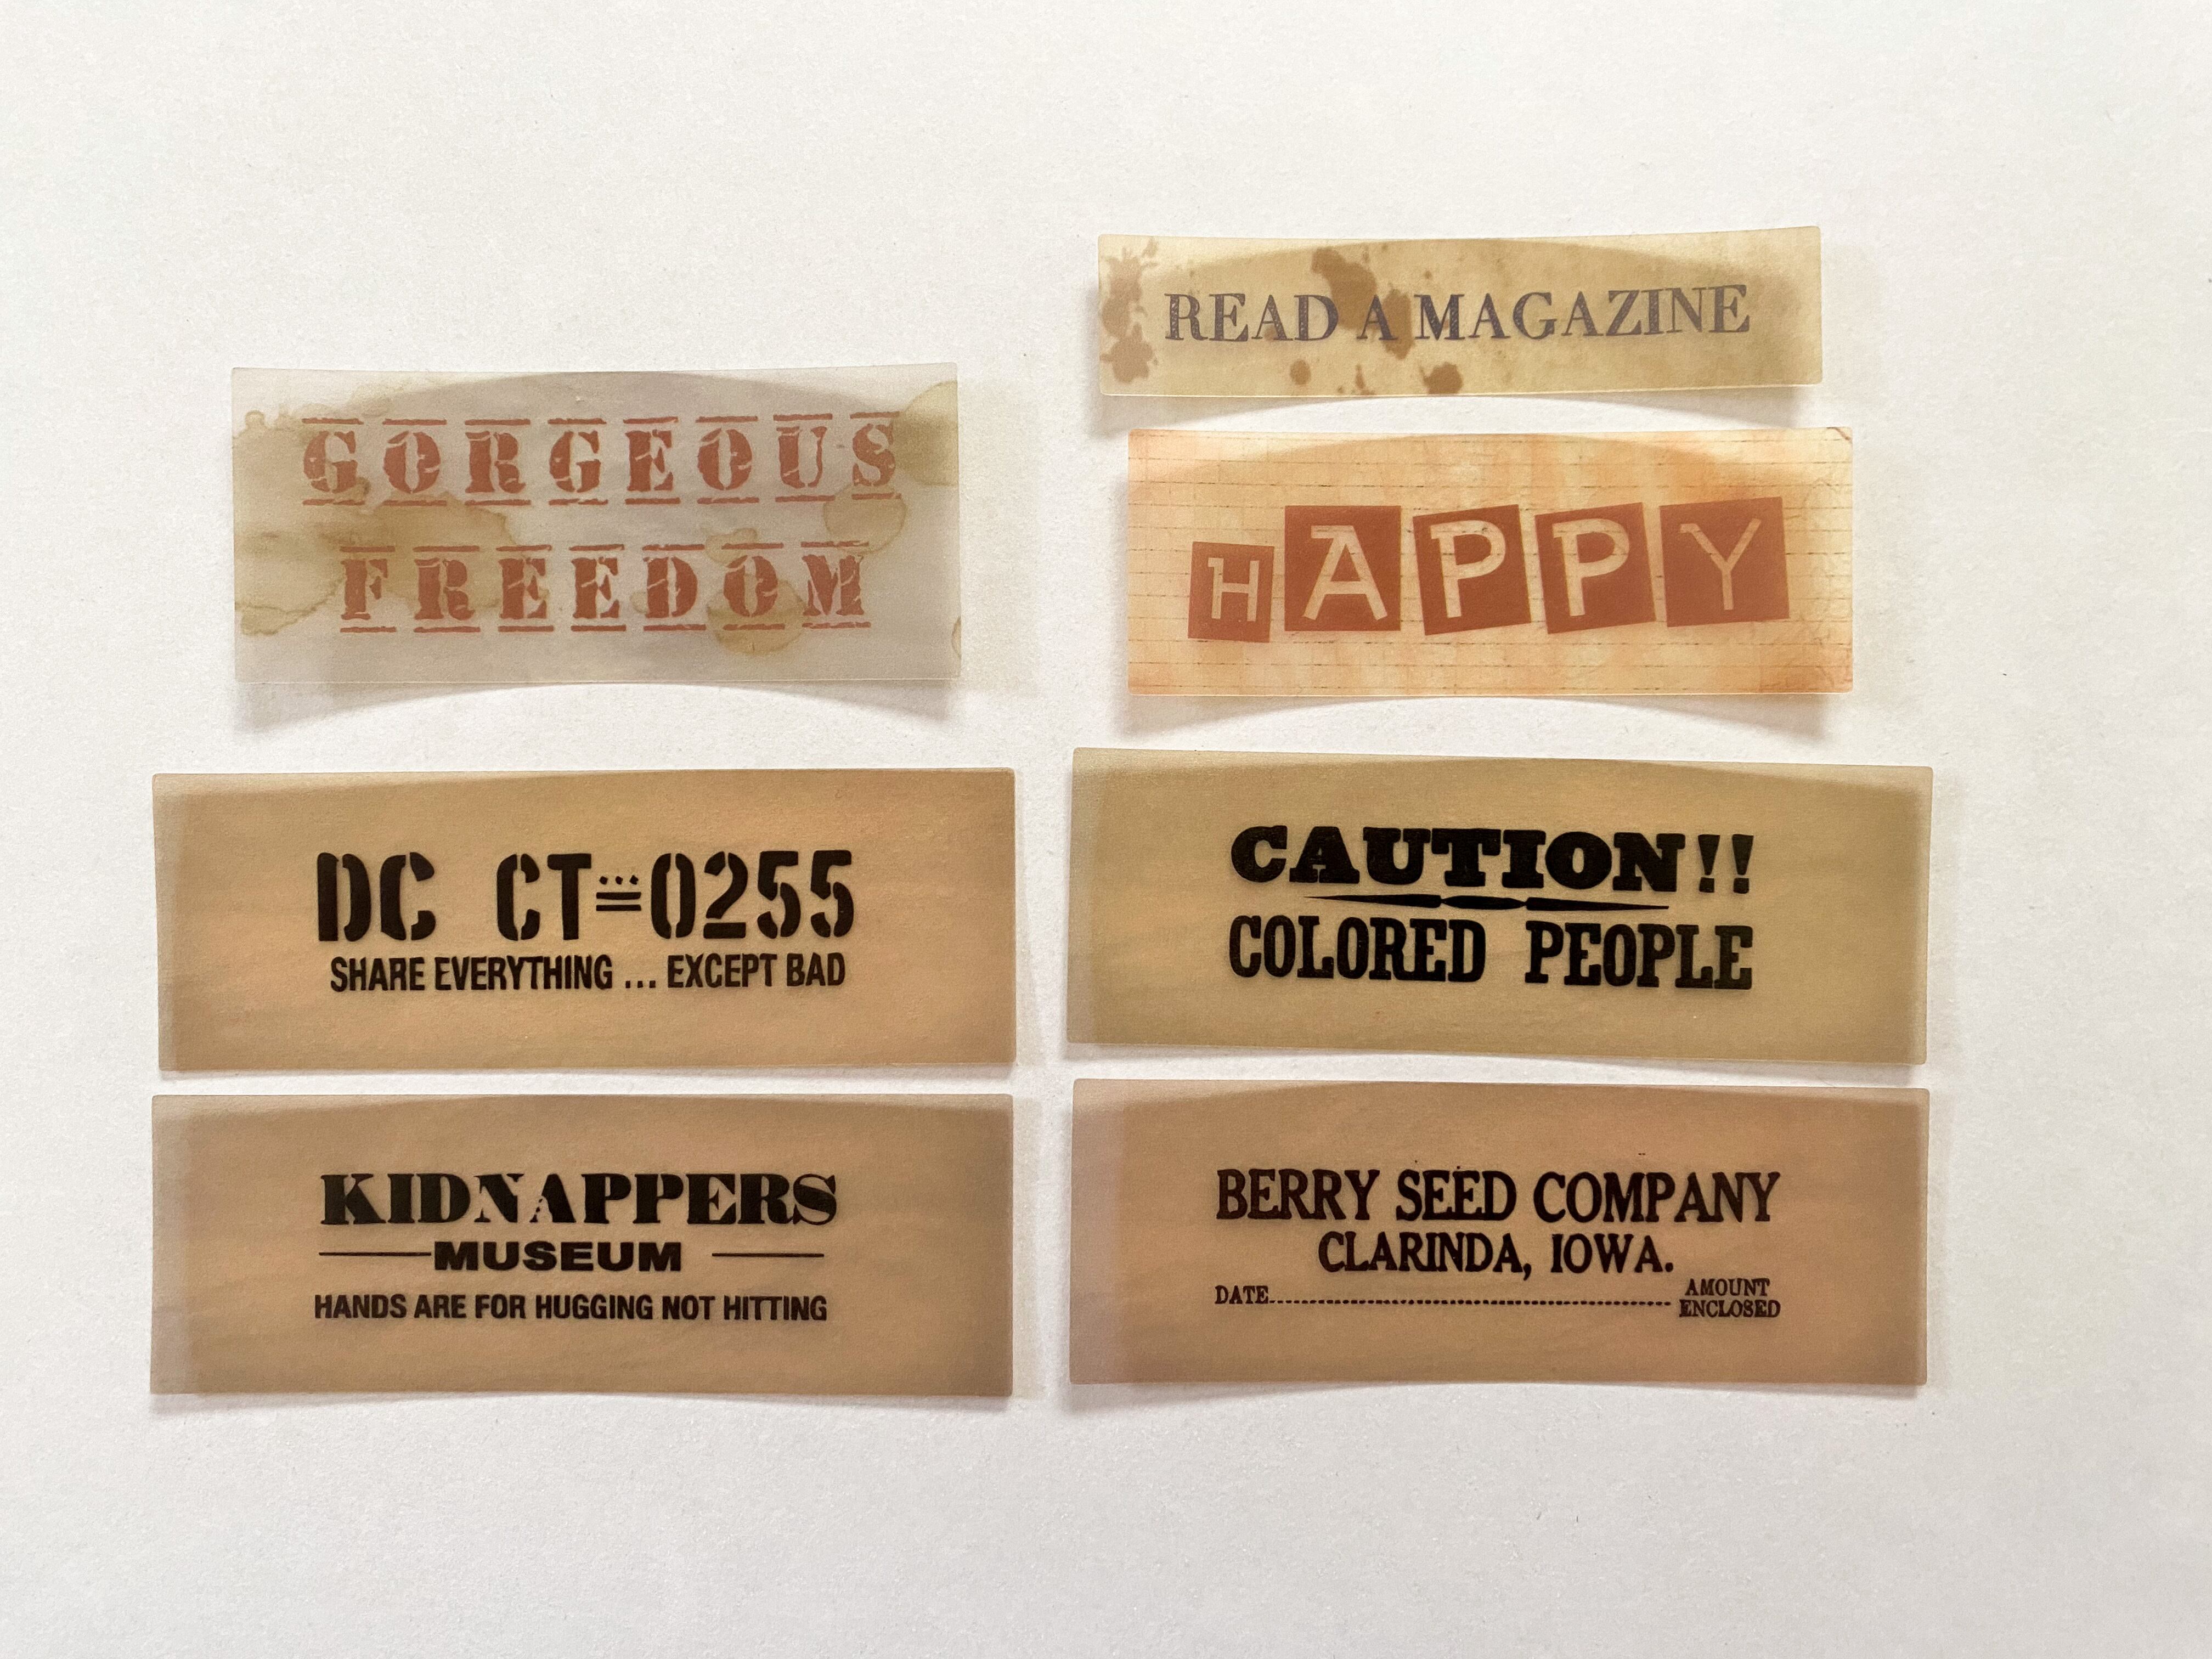 READ A MAGAZINE
GORGEOUS
FREEDOM
HAPPY
DC CT=0255
SHARE EVERYTHING ... EXCEPT BAD
CAUTION!!
COLORED PEOPLE
KIDNAPPERS
MUSEUM
HANDS ARE FOR HUGGING NOT HITTING
BERRY SEED COMPANY
CLARINDA, IOWA.
DATE........................................ AMOUNT
ENCLOSED